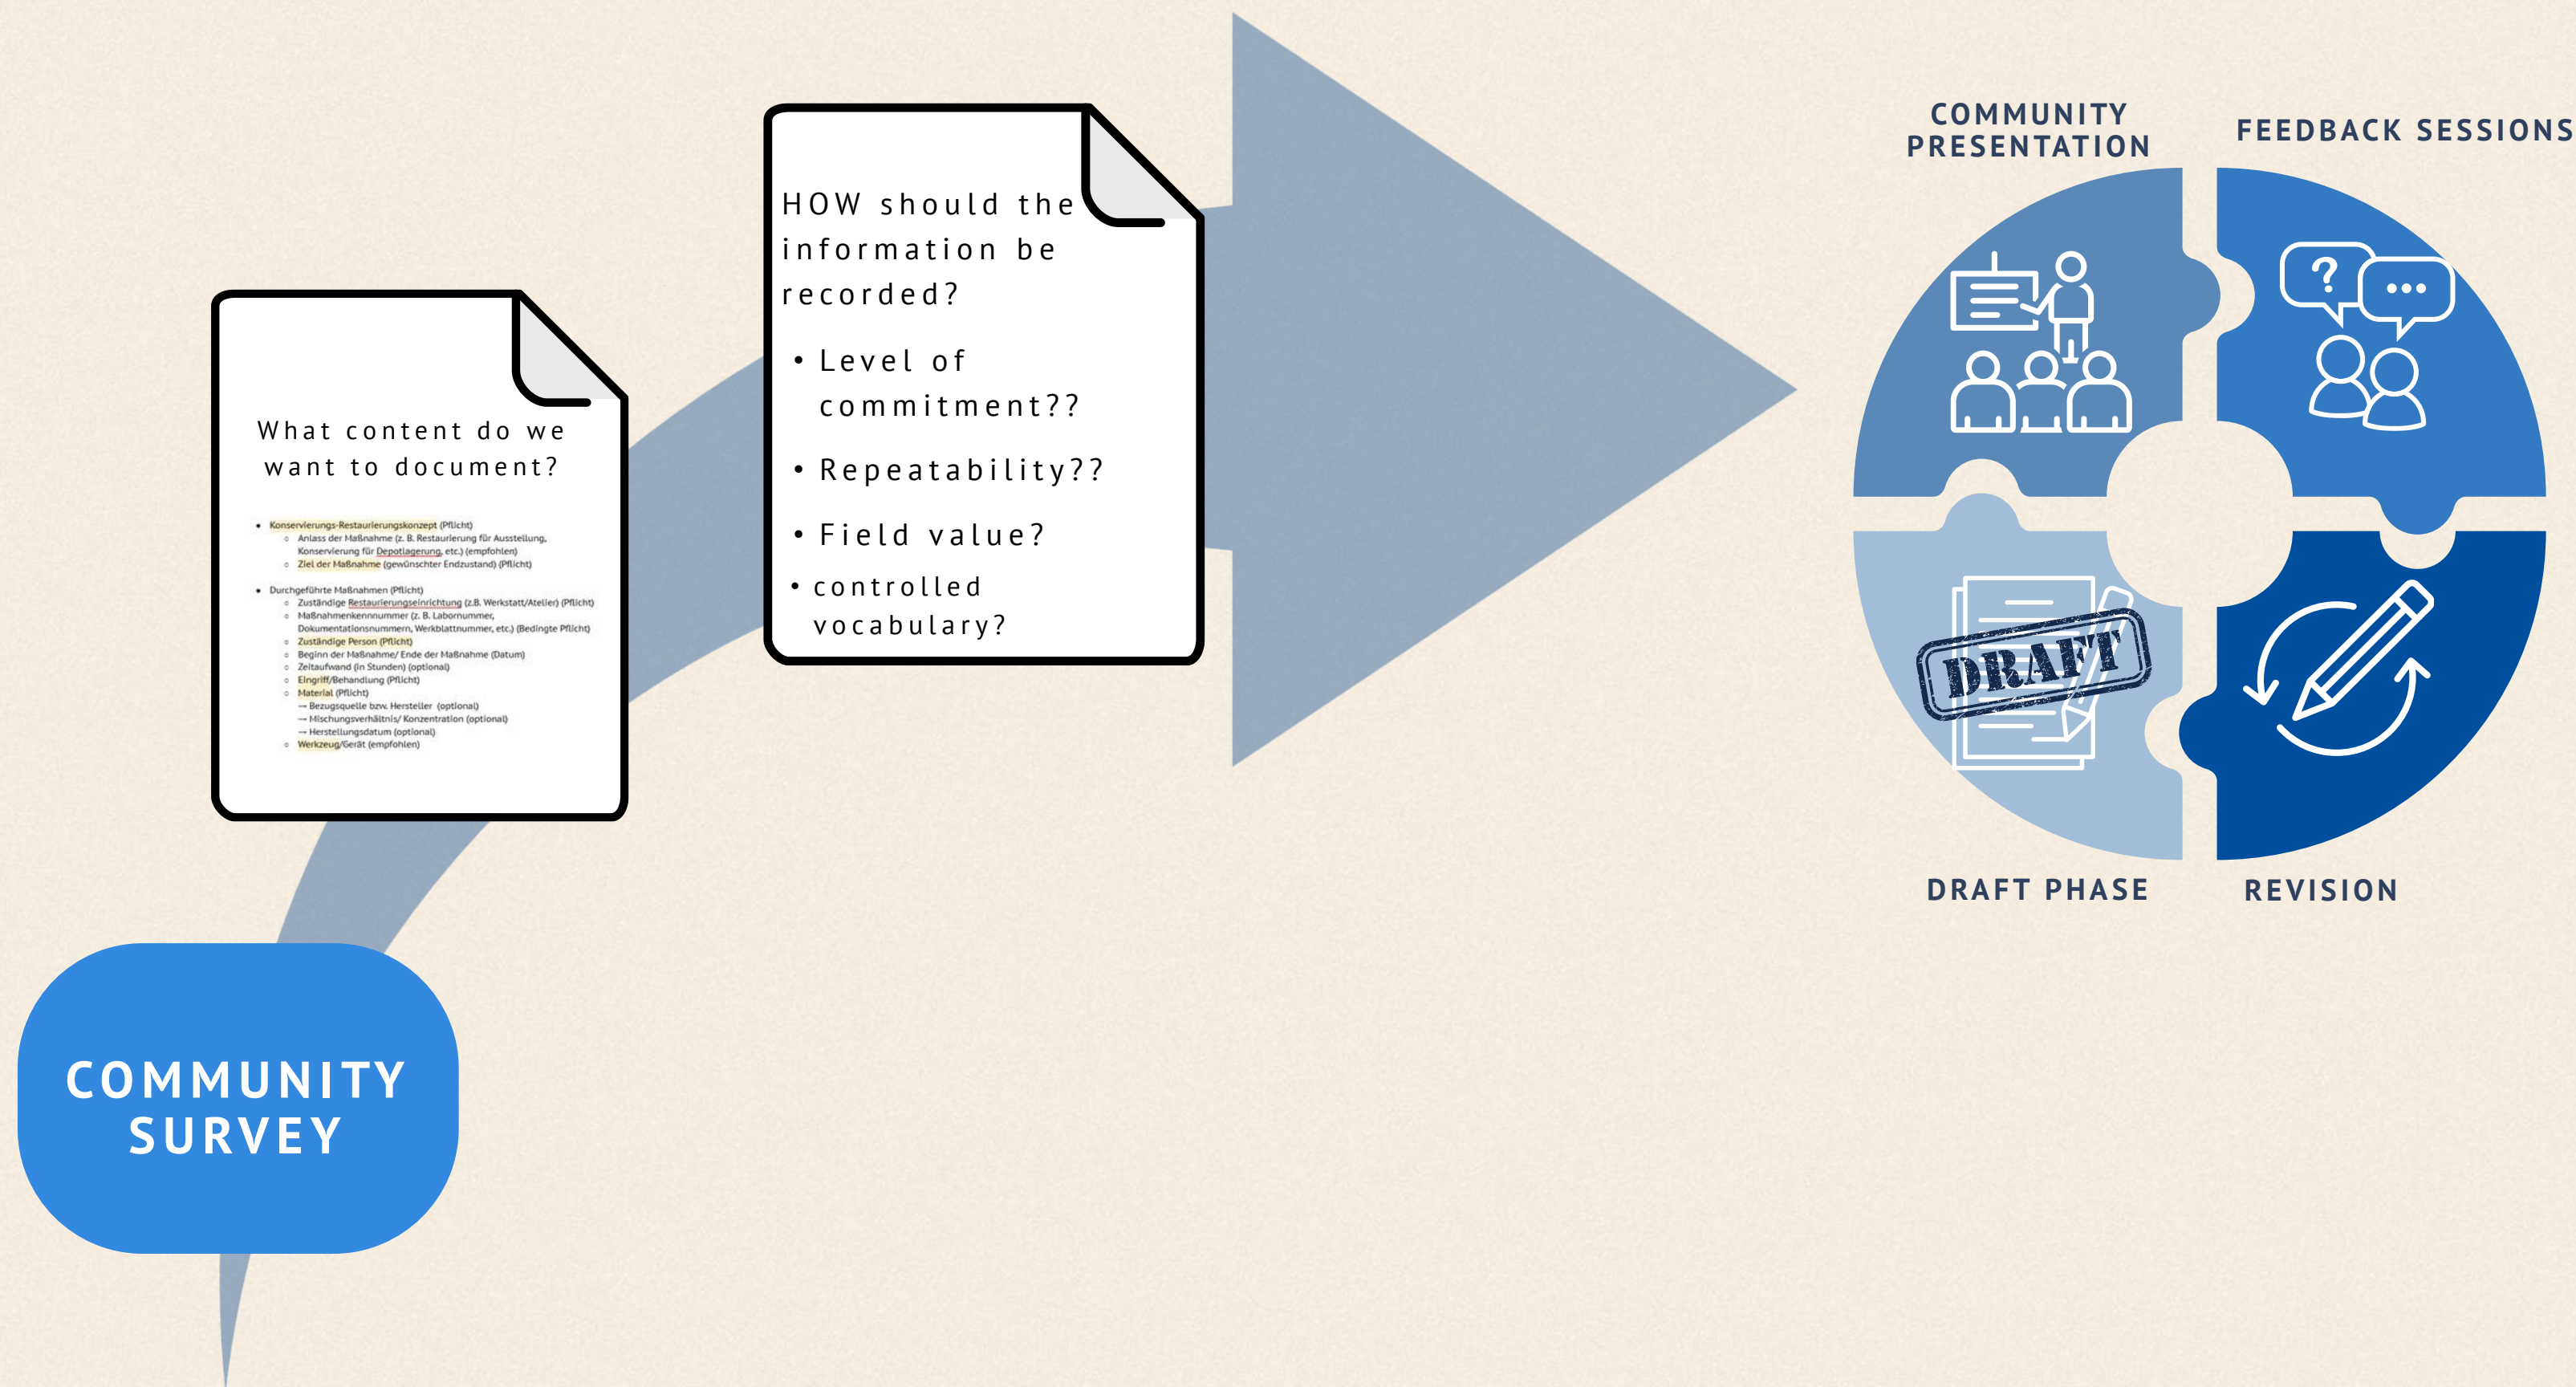 COMMUNITY
SURVEY
What content do we
want to document?
• Konservierungs-Restaurierungskonzept (Pflicht)
○ Anlass der Maßnahme (z. B. Restaurierung für Ausstellung,
Konservierung für Depotlagerung, etc.) (empfohlen)
○ Ziel der Maßnahme (gewünschter Endzustand) (Pflicht)
• Durchgeführte Maßnahmen (Pflicht)
○ Zuständige Restaurierungseinrichtung (z.B. Werkstatt/Atelier) (Pflicht)
○ Maßnahmenkennnummer (z. B. Labornummer,
Dokumentationsnummern, Werkblattnummer, etc.) (Bedingte Pflicht)
○ Zuständige Person (Pflicht)
○ Beginn der Maßnahme/ Ende der Maßnahme (Datum)
○ Zeitaufwand (in Stunden) (optional)
○ Eingriff/Behandlung (Pflicht)
○ Material (Pflicht)
→ Bezugsquelle bzw. Hersteller (optional)
→ Mischungsverhältnis/ Konzentration (optional)
→ Herstellungsdatum (optional)
○ Werkzeug/Gerät (empfohlen)
HOW should the
information be
recorded?
• Level of
commitment??
• Repeatability??
• Field value?
• controlled
vocabulary?
COMMUNITY
PRESENTATION
FEEDBACK SESSIONS
?
DRAFT
DRAFT PHASE
REVISION